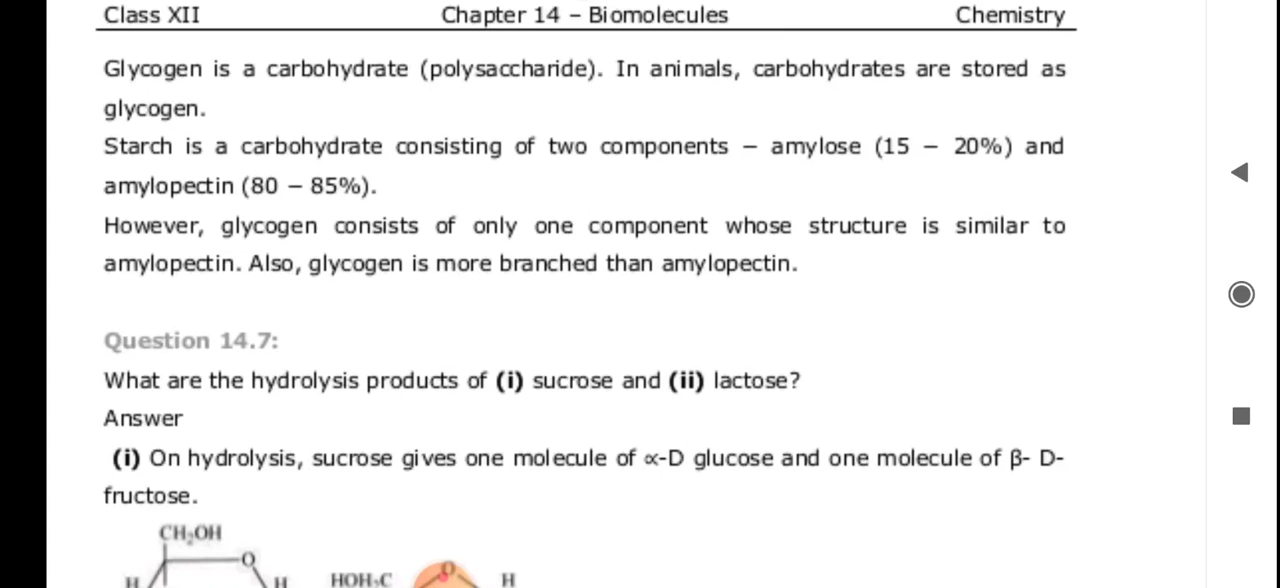 Class XII Chapter 14 – Biomolecules Chemistry
Glycogen is a carbohydrate (polysaccharide). In animals, carbohydrates are stored as
glycogen.
Starch is a carbohydrate consisting of two components – amylose (15 – 20%) and
amylopectin (80 – 85%).
However, glycogen consists of only one component whose structure is similar to
amylopectin. Also, glycogen is more branched than amylopectin.
Question 14.7:
What are the hydrolysis products of (i) sucrose and (ii) lactose?
Answer
(i) On hydrolysis, sucrose gives one molecule of ∝-D glucose and one molecule of β- D-
fructose.
CH₂OH
O O
H H HOH₂C H